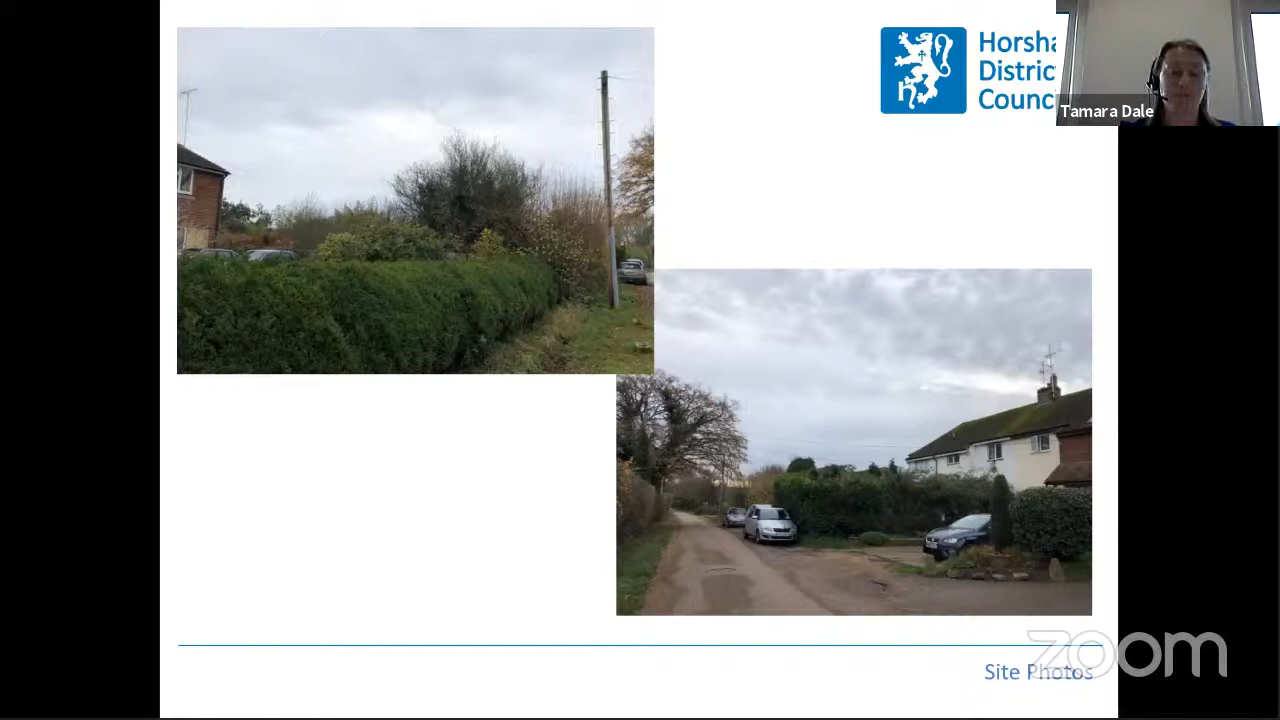 Horsha
Distric
Counc
Tamara Dale
Site Photos
zoom